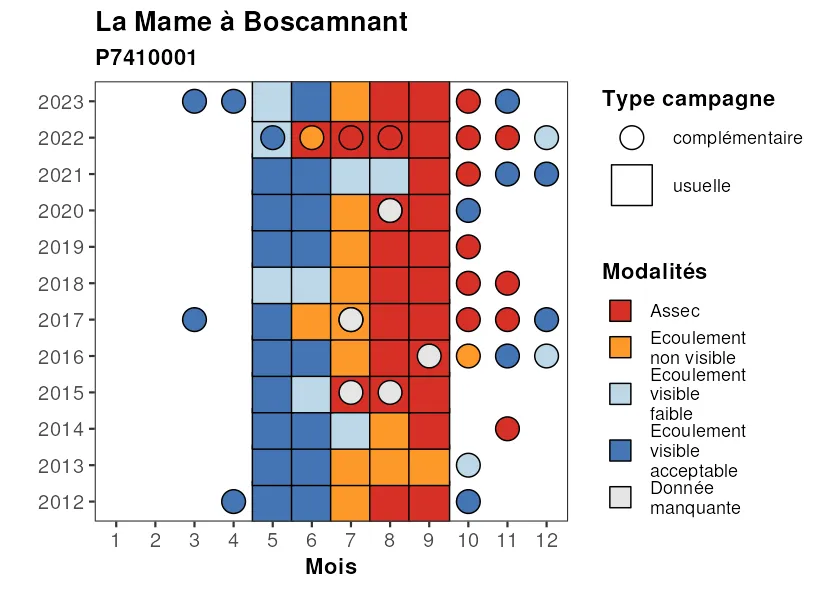 La Mame à Boscamnant
P7410001
2023
2022
2021
2020
2019
2018
2017
2016
2015
2014
2013
2012
1 2 3 4 5 6 7 8 9 10 11 12
Mois
Type campagne
complémentaire
usuelle
Modalités
Assec
Ecoulement
non visible
Ecoulement
visible
faible
Ecoulement
visible
acceptable
Donnée
manquante